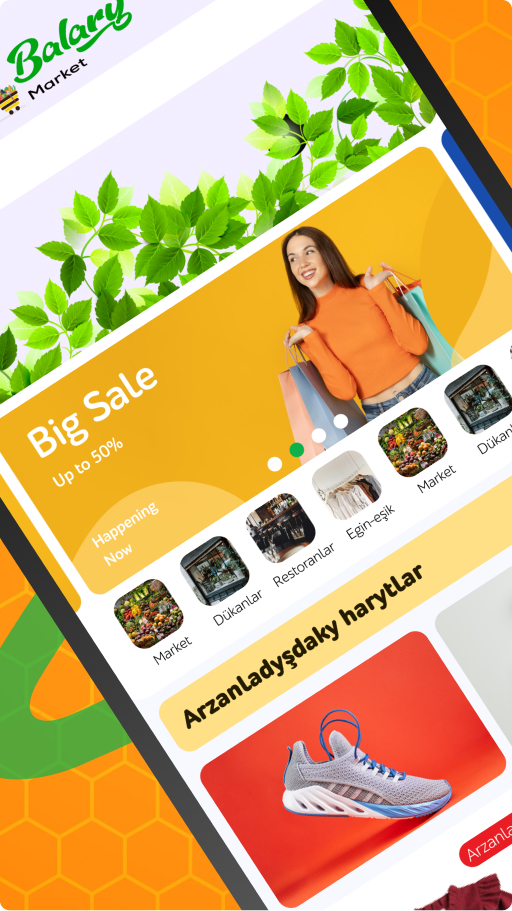 Balary
Market
Big Sale
Up to 50%
Happening
Now
Market
Dükanlar
Restoranlar
Egin-eşik
Market
Arzanladyşdaky harytlar